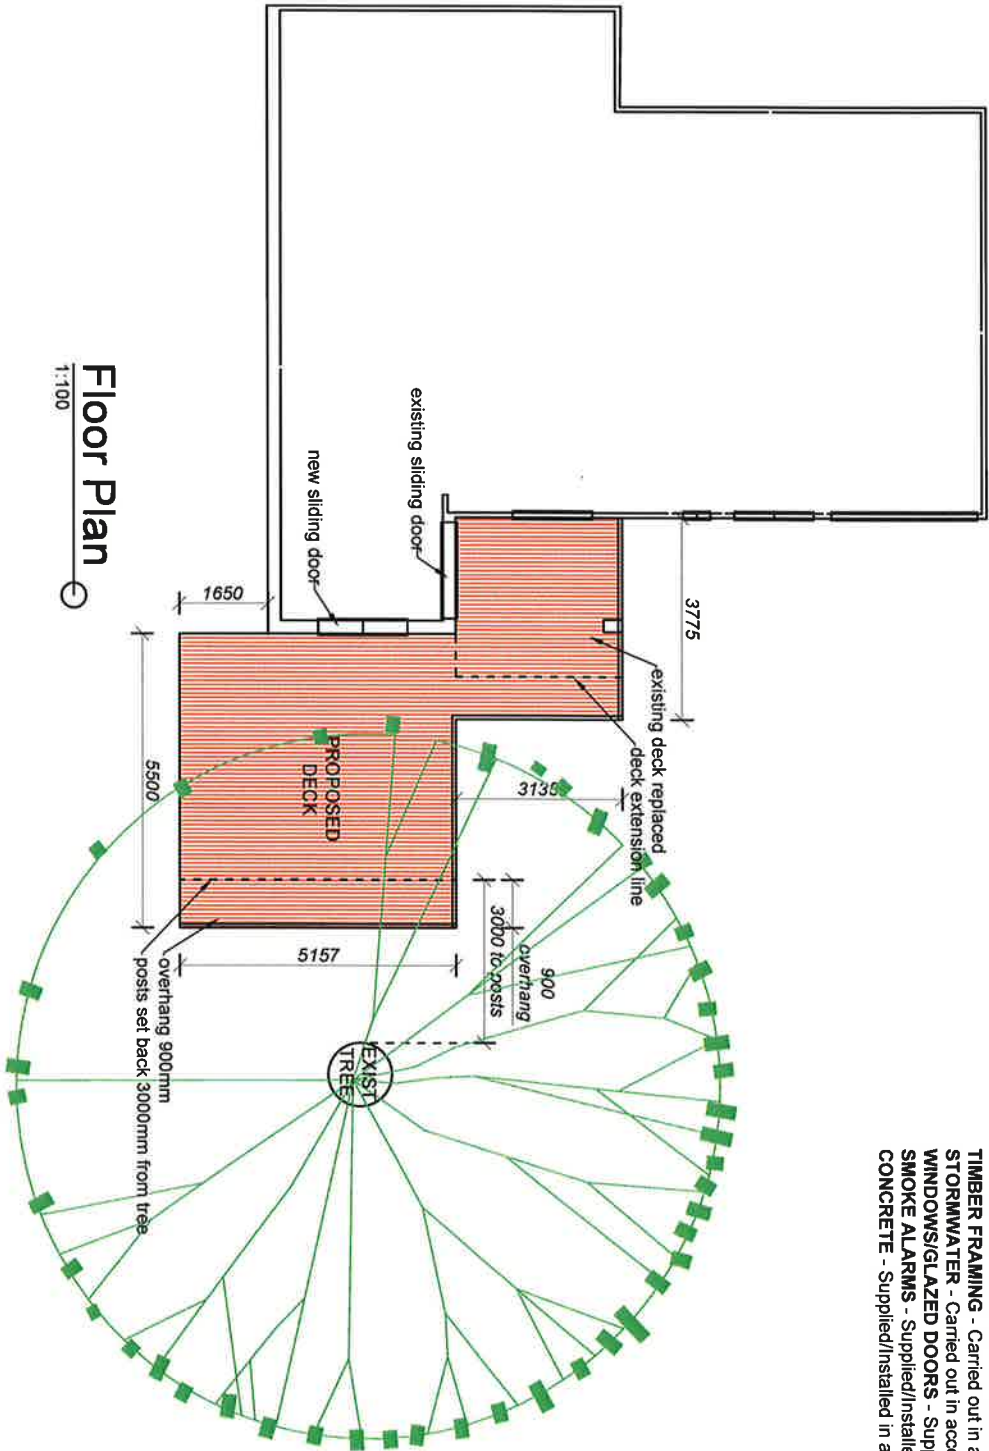 TIMBER FRAMING - Carried out in a
STORMWATER - Carried out in acc
WINDOWS/GLAZED DOORS - Sup
SMOKE ALARMS - Supplied/Install
CONCRETE - Supplied/Installed in a
3775
existing deck replaced
deck extension line
3135
900
overhang
3000 to posts
existing sliding door
new sliding door
PROPOSED
DECK
EXIST
TREE
5157
1650
5500
overhang 900mm
posts set back 3000mm from tree
Floor Plan
1:100